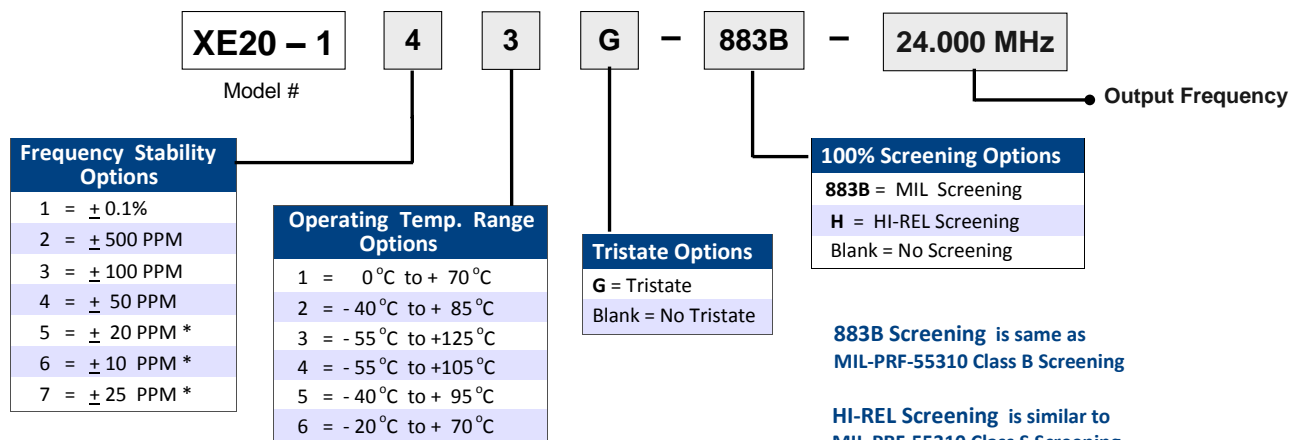 XE20 – 1 4 3 G – 883B – 24.000 MHz
Model #
Output Frequency
Frequency Stability
Options
1 = ± 0.1%
2 = ± 500 PPM
3 = ± 100 PPM
4 = ± 50 PPM
5 = ± 20 PPM *
6 = ± 10 PPM *
7 = ± 25 PPM *
Operating Temp. Range
Options
1 = 0°C to + 70°C
2 = - 40°C to + 85°C
3 = - 55°C to +125°C
4 = - 55°C to +105°C
5 = - 40°C to + 95°C
6 = - 20°C to + 70°C
Tristate Options
G = Tristate
Blank = No Tristate
100% Screening Options
883B = MIL Screening
H = HI-REL Screening
Blank = No Screening
883B Screening is same as
MIL-PRF-55310 Class B Screening
HI-REL Screening is similar to
MIL-PRF-55310 Class S Screening